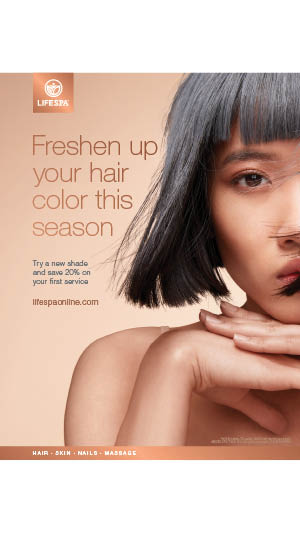 LIFESPA
Freshen up
your hair
color this
season
Try a new shade
and save 20% on
your first service
lifespaonline.com
HAIR · SKIN · NAILS · MASSAGE